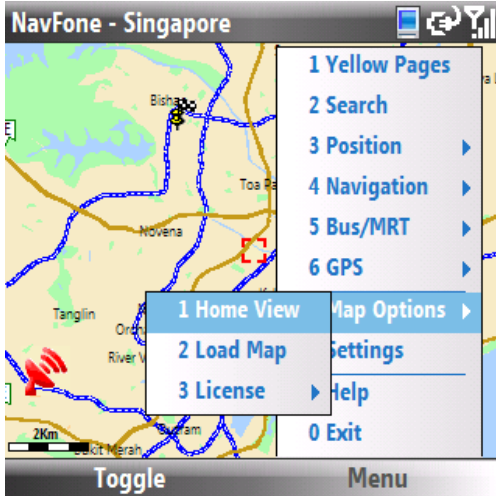 NavFone - Singapore
1 Yellow Pages
2 Search
3 Position
4 Navigation
5 Bus/MRT
6 GPS
Map Options
Settings
Help
0 Exit
1 Home View
2 Load Map
3 License
E
Toa
Novena
Tanglin
River
2Km
Bukit Merah
Toggle
Menu